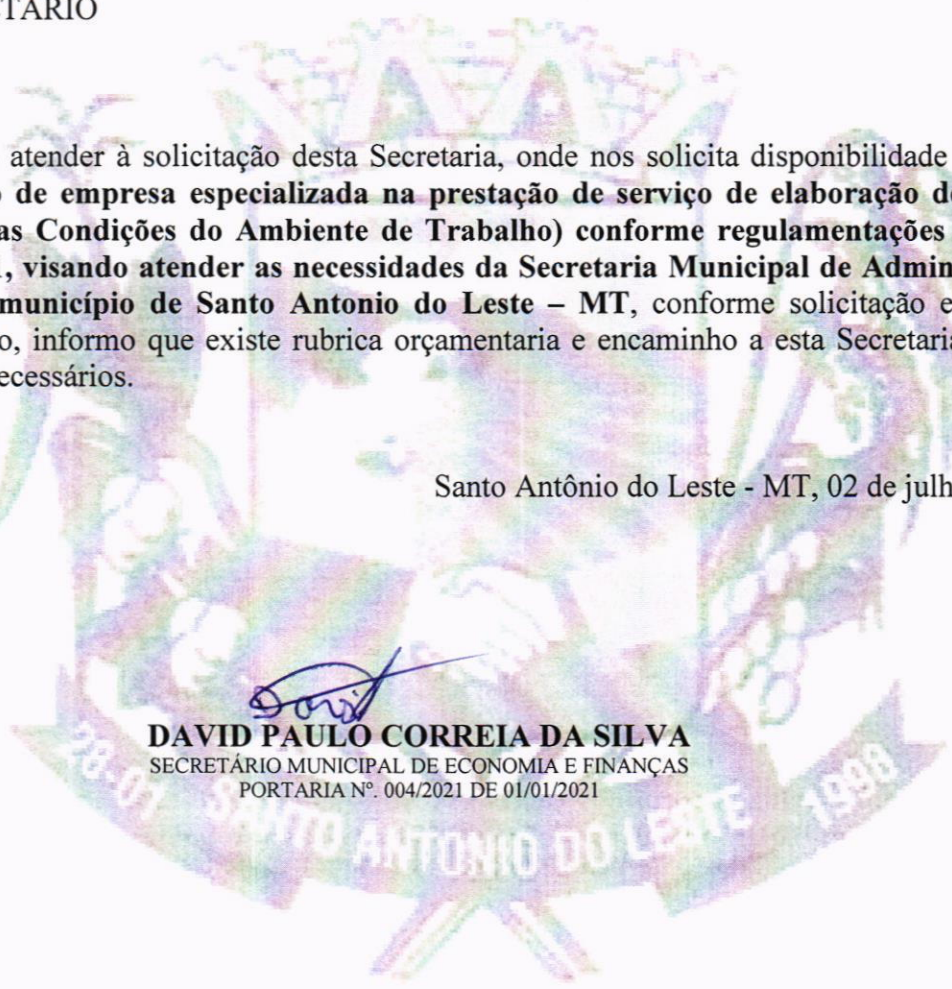 TÁRIO
atender à solicitação desta Secretaria, onde nos solicita disponibilidade
de empresa especializada na prestação de serviço de elaboração d
as Condições do Ambiente de Trabalho) conforme regulamentações
, visando atender as necessidades da Secretaria Municipal de Admin
município de Santo Antonio do Leste – MT, conforme solicitação e
o, informo que existe rubrica orçamentaria e encaminho a esta Secretaria
ecessários.
Santo Antônio do Leste - MT, 02 de julh
David
DAVID PAULO CORREIA DA SILVA
SECRETÁRIO MUNICIPAL DE ECONOMIA E FINANÇAS
PORTARIA Nº. 004/2021 DE 01/01/2021
28-01 SANTO ANTONIO DO LESTE 1998